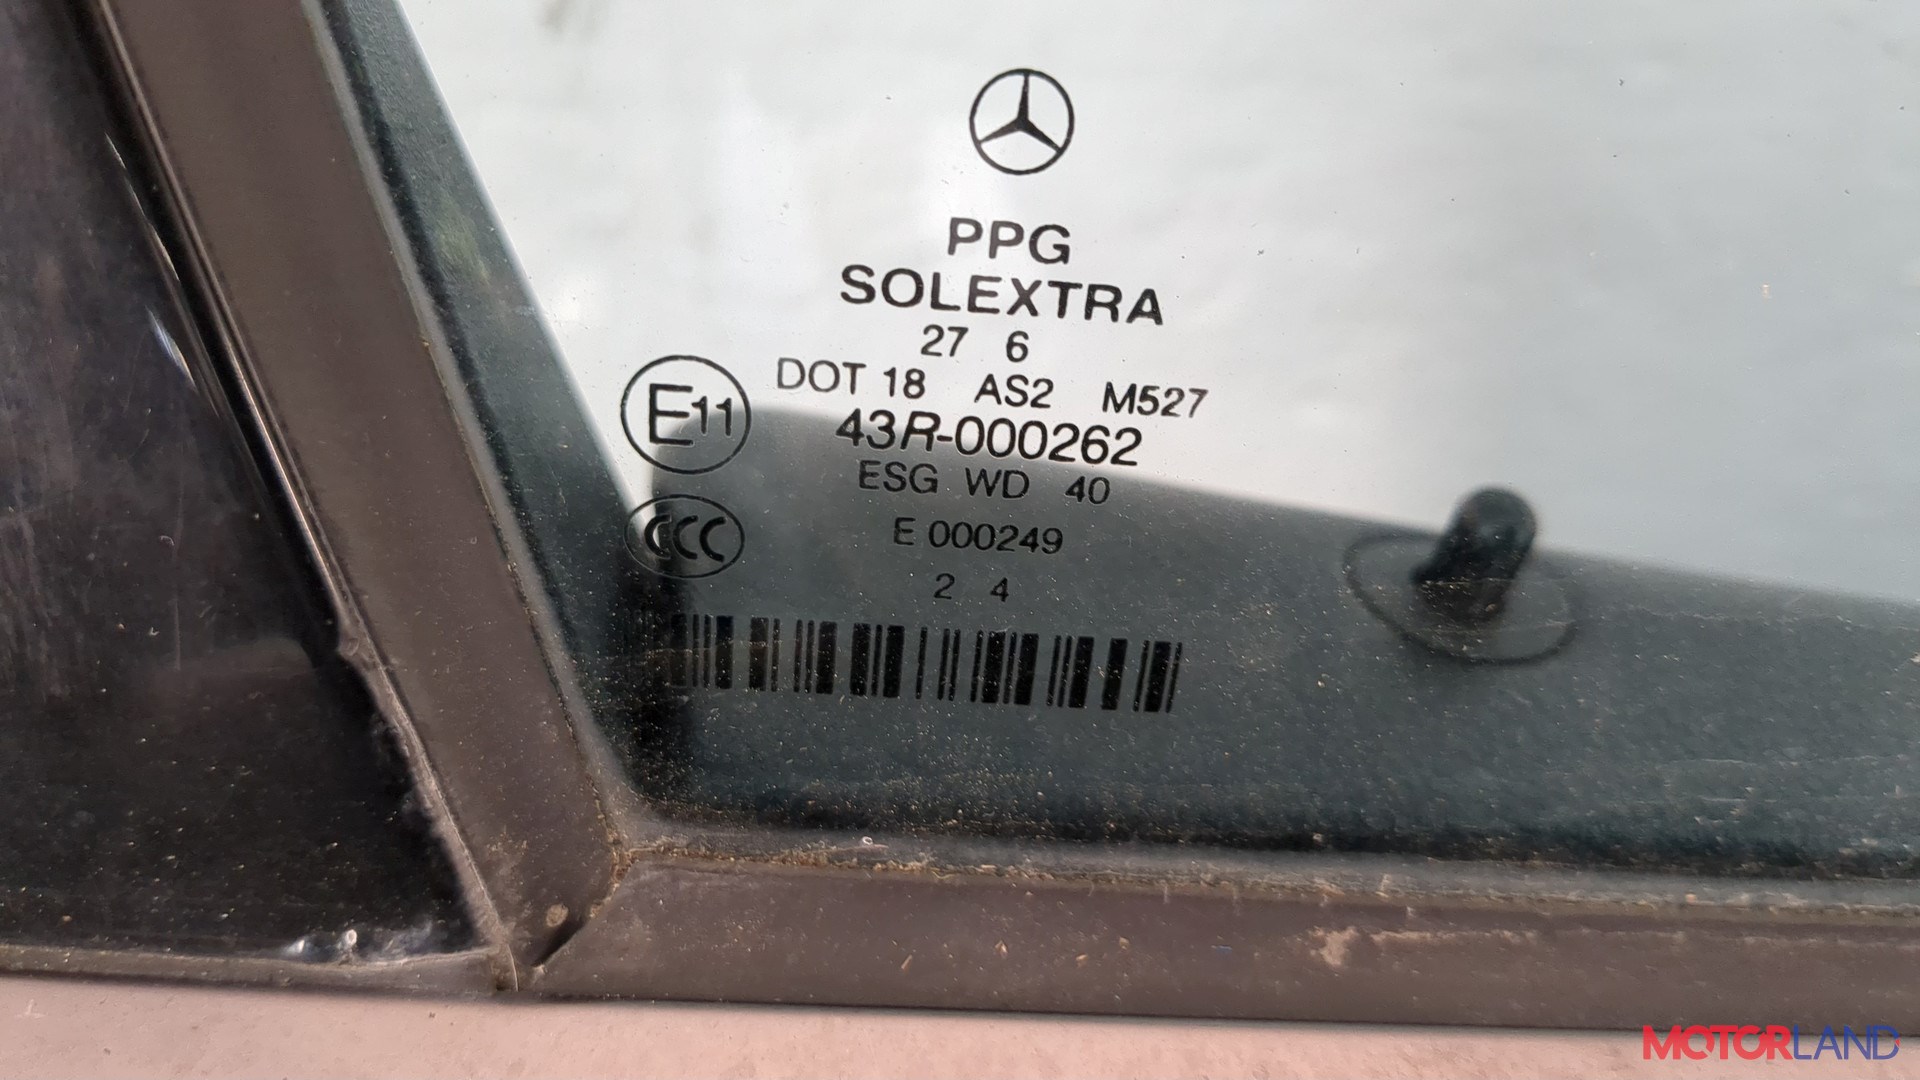 PPG
SOLEXTRA
27 6
DOT 18 AS2 M527
E11
43R-000262
ESG WD 40
CCC
E 000249
2 4
MOTORLAND